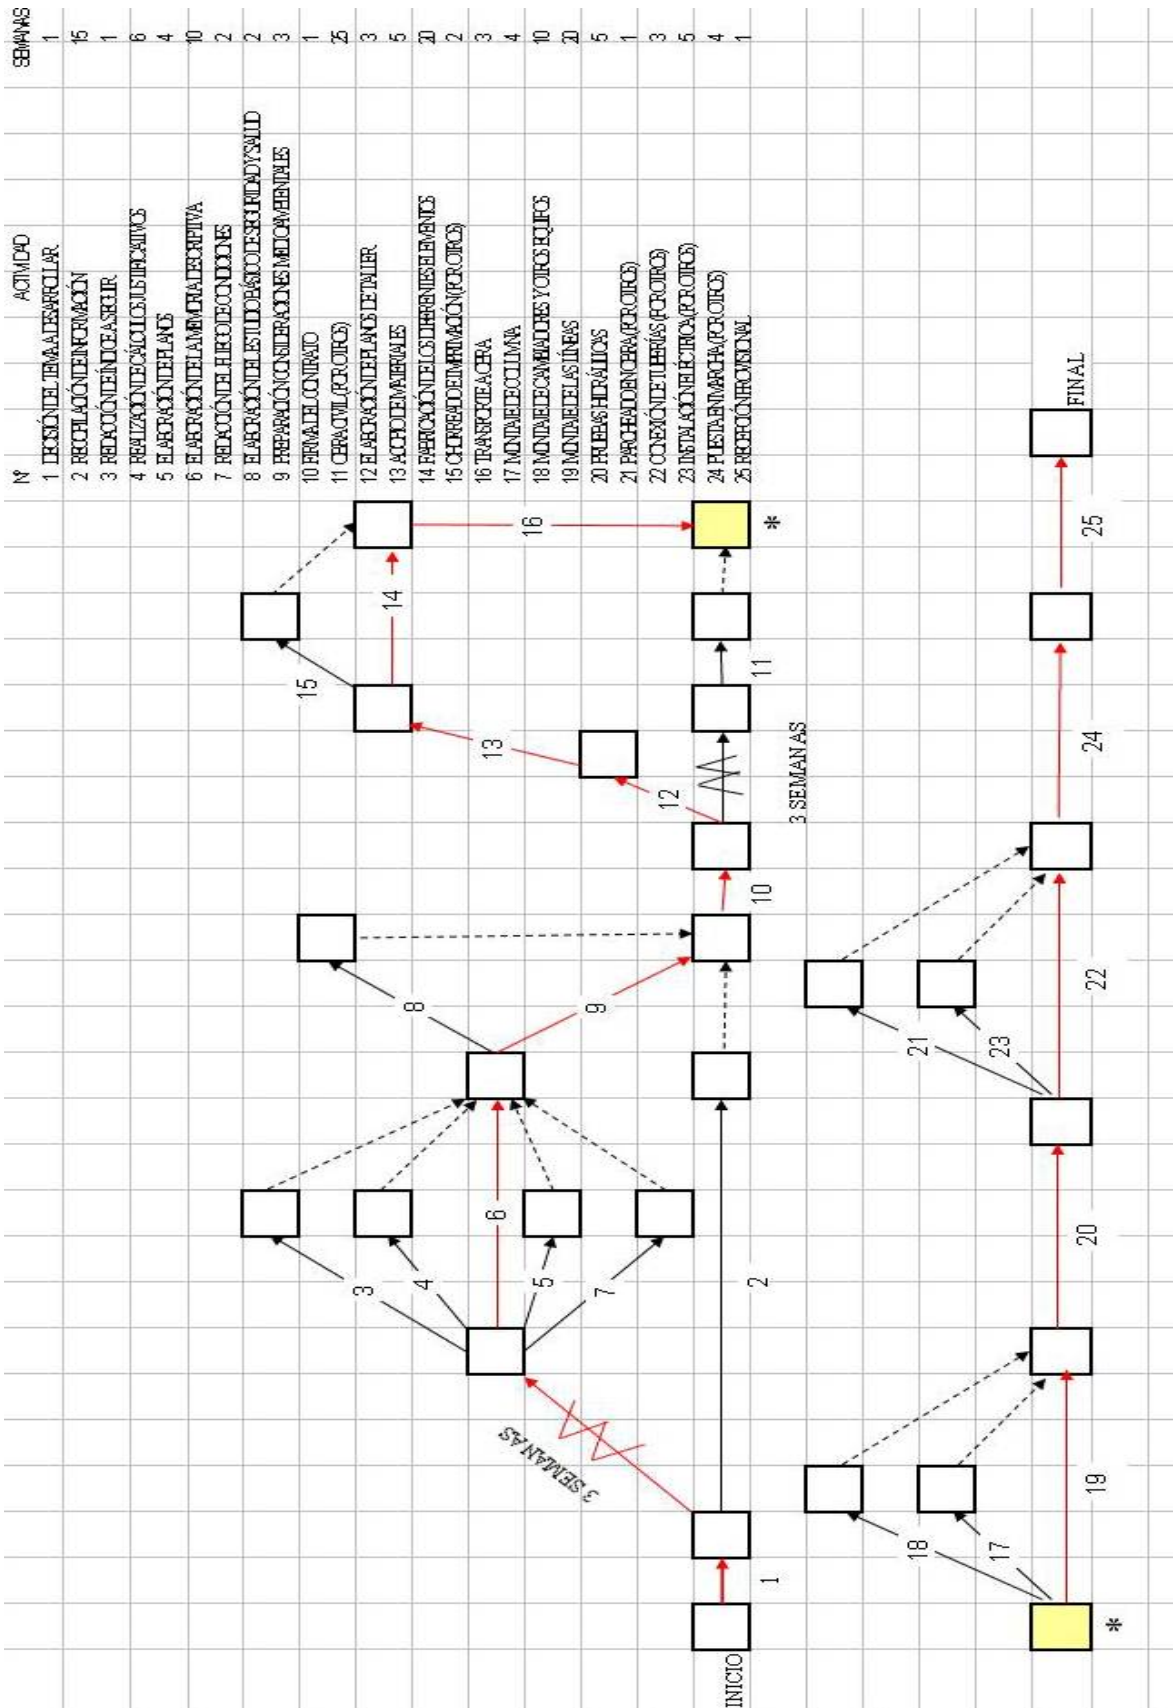 Nº ACTIVIDAD SEMANAS
1 DECISIÓN DEL TEMA A DESARROLLAR 1
2 RECOPILACIÓN DE INFORMACIÓN 15
3 REDACCIÓN DE ÍNDICE A SEGUIR 1
4 REALIZACIÓN DE CÁLCULOS JUSTIFICATIVOS 6
5 ELABORACIÓN DE PLANOS 4
6 ELABORACIÓN DE LA MEMORIA DESCRIPTIVA 10
7 REDACCIÓN DEL PLIEGO DE CONDICIONES 2
8 ELABORACIÓN DEL ESTUDIO BÁSICO DE SEGURIDAD Y SALUD 2
9 PREPARACIÓN CONSIDERACIONES MEDIOAMBIENTALES 3
10 FIRMA DEL CONTRATO 1
11 OBRA CIVIL (POR OTROS) 25
12 ELABORACIÓN DE PLANOS DE TALLER 3
13 ACOPIO DE MATERIALES 5
14 FABRICACIÓN DE LOS DIFERENTES ELEMENTOS 20
15 CHORREADO E IMPRIMACIÓN (POR OTROS) 2
16 TRANSPORTE A OBRA 3
17 MONTAJE DE COLUMNA 4
18 MONTAJE DE CAMBIADORES Y OTROS EQUIPOS 10
19 MONTAJE DE LAS LÍNEAS 20
20 PRUEBAS HIDRÁULICAS 5
21 PARCHEADO EN OBRA (POR OTROS) 1
22 CONEXIÓN DE TUBERÍAS (POR OTROS) 3
23 INSTALACIÓN ELÉCTRICA (POR OTROS) 5
24 PUESTA EN MARCHA (POR OTROS) 4
25 RECEPCIÓN PROVISIONAL 1
INICIO
1
3 SEMANAS
2
3
4
6
5
7
8
9
10
12
13
15
14
16
3 SEMANAS
11
*
*
18
17
19
20
21
23
22
24
25
FINAL